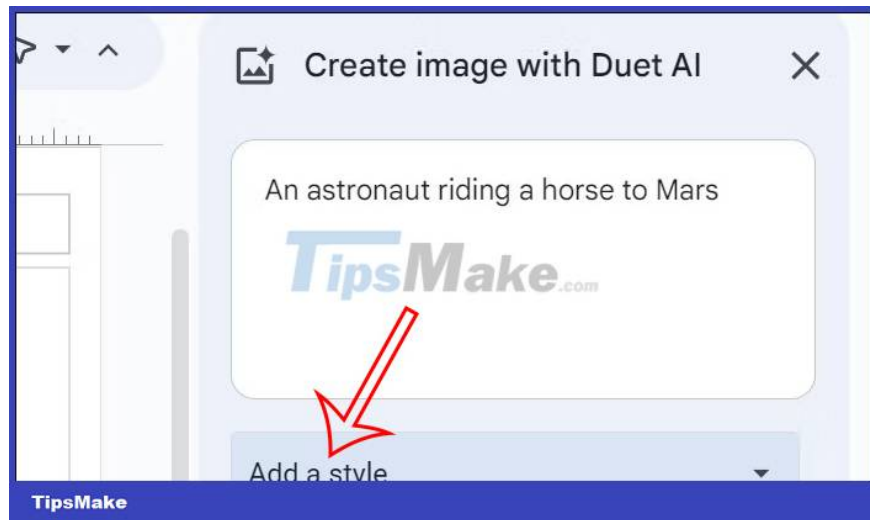 Create image with Duet AI
An astronaut riding a horse to Mars
TipsMake.com
Add a style
TipsMake